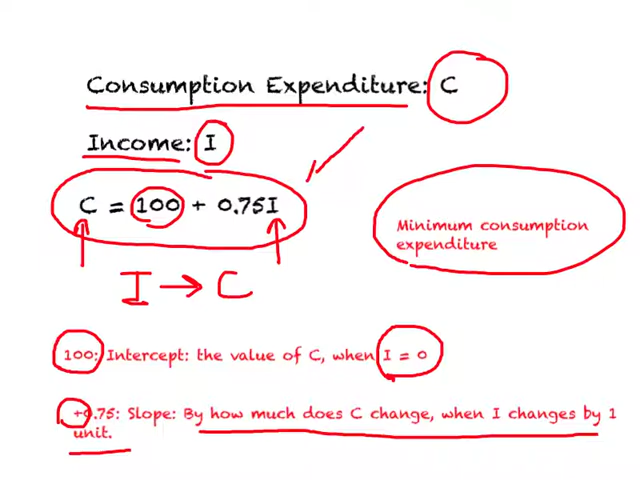 Consumption Expenditure: C
Income: I
C = 100 + 0.75I
Minimum consumption
expenditure
I → C
100: Intercept: the value of C, when I = 0
+0.75: Slope: By how much does C change, when I changes by 1
unit.